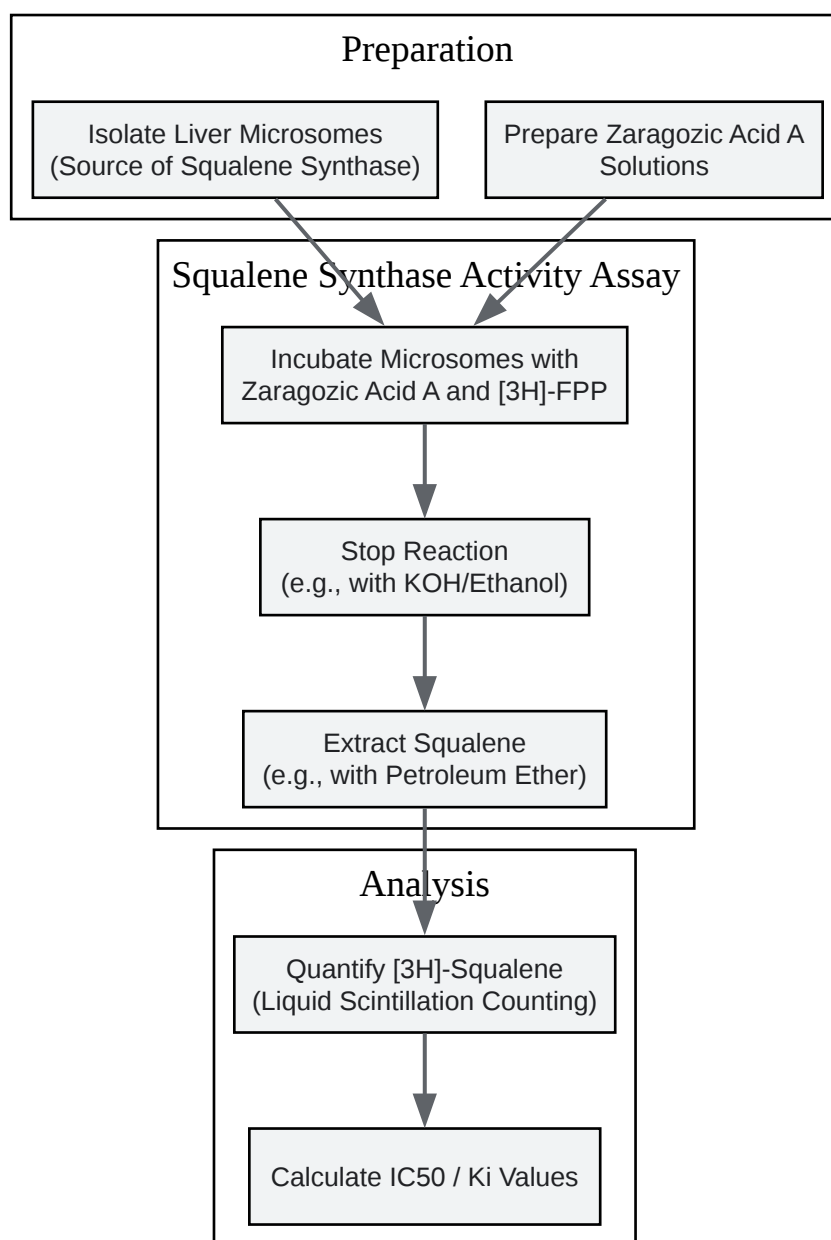 Preparation
Isolate Liver Microsomes
(Source of Squalene Synthase)
Prepare Zaragozic Acid A
Solutions
Squalene Synthase Activity Assay
Incubate Microsomes with
Zaragozic Acid A and [3H]-FPP
Stop Reaction
(e.g., with KOH/Ethanol)
Extract Squalene
(e.g., with Petroleum Ether)
Analysis
Quantify [3H]-Squalene
(Liquid Scintillation Counting)
Calculate IC50 / Ki Values